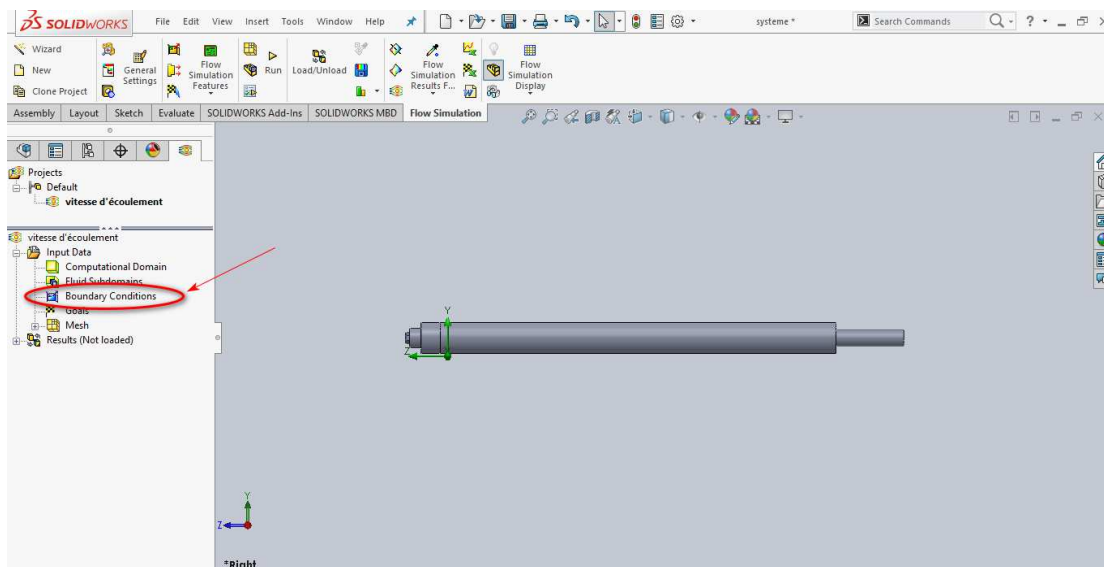 SOLIDWORKS File Edit View Insert Tools Window Help systeme * Search Commands
Wizard
New
Clone Project
General Settings
Flow Simulation Features
Run
Load/Unload
Flow Simulation Results F...
Flow Simulation Display
Assembly Layout Sketch Evaluate SOLIDWORKS Add-Ins SOLIDWORKS MBD Flow Simulation
Projects
Default
vitesse d'écoulement
vitesse d'écoulement
Input Data
Computational Domain
Fluid Subdomains
Boundary Conditions
Goals
Mesh
Results (Not loaded)
Y
Z
Y
Z
*Right